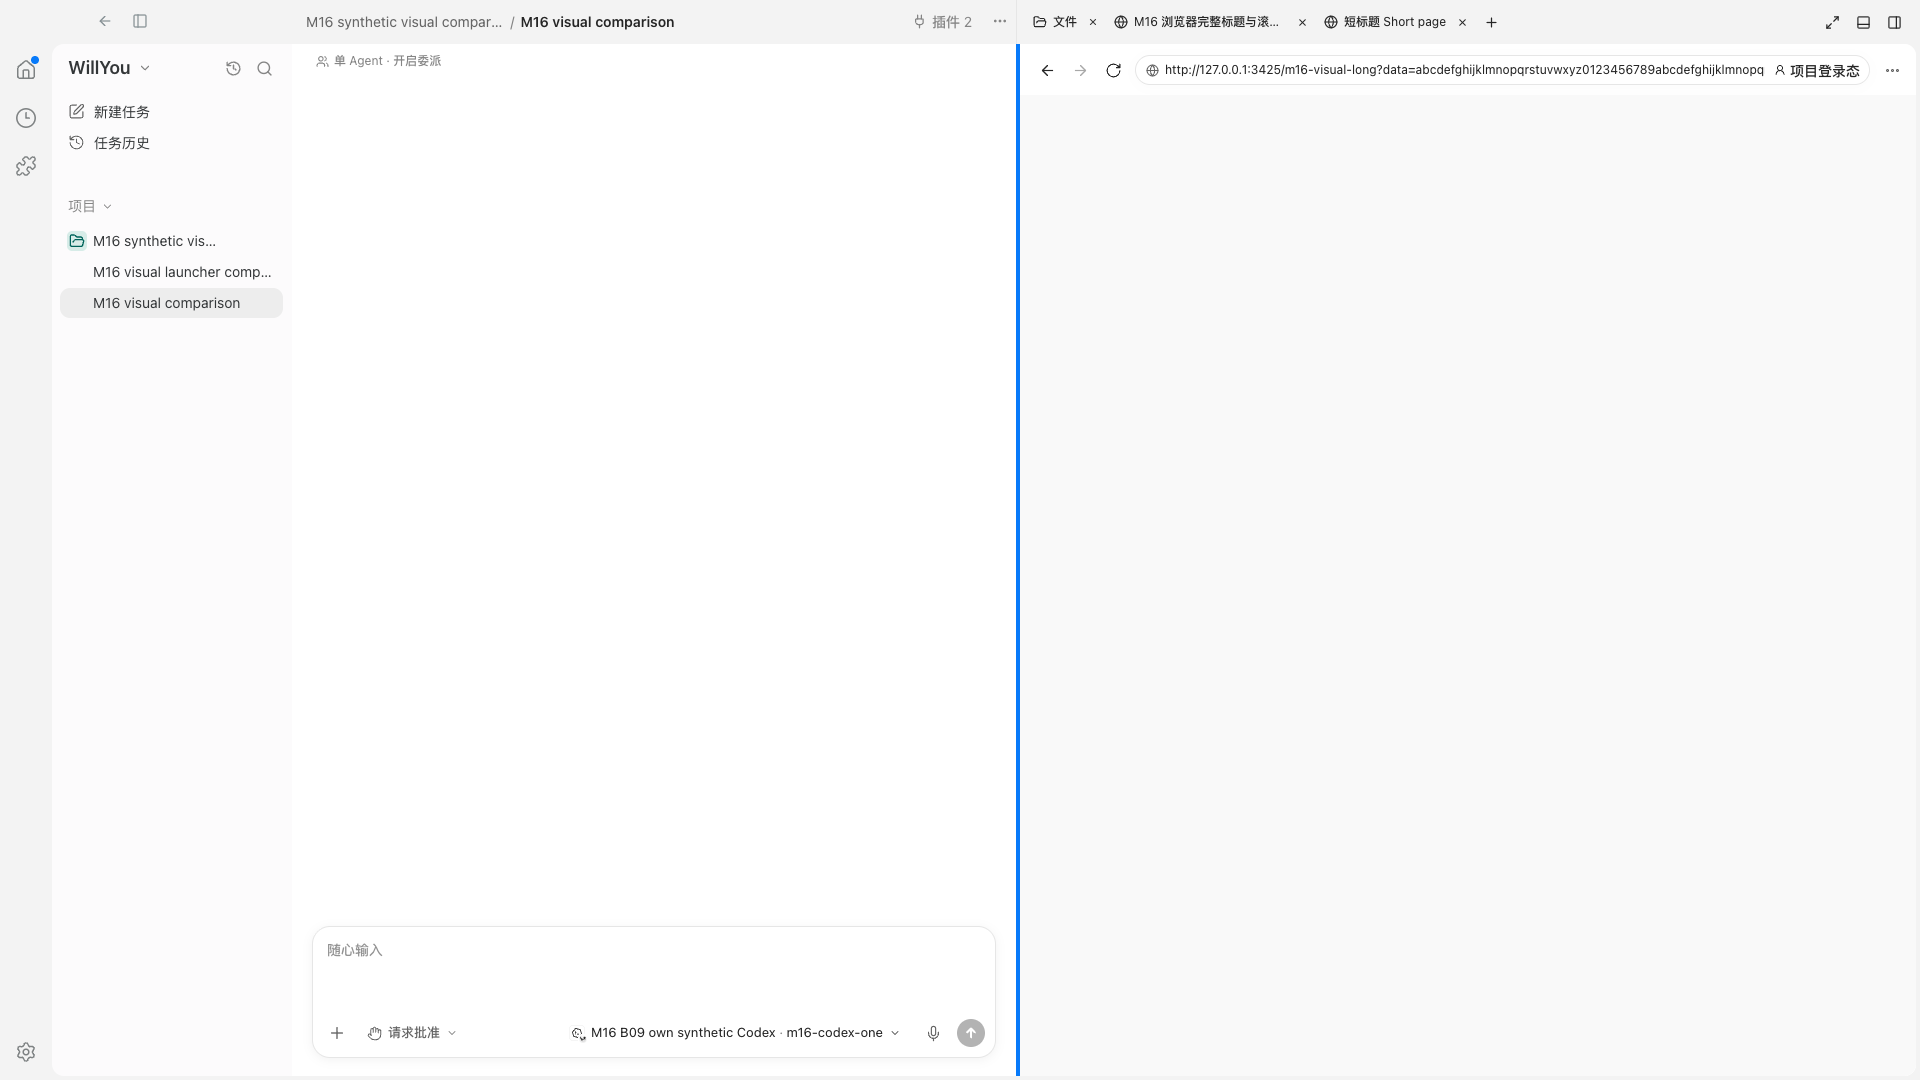 M16 synthetic visual compar... / M16 visual comparison
插件 2
文件
M16 浏览器完整标题与滚...
短标题 Short page
WillYou
单 Agent · 开启委派
http://127.0.0.1:3425/m16-visual-long?data=abcdefghijklmnopqrstuvwxyz0123456789abcdefghijklmnopq
项目登录态
新建任务
任务历史
项目
M16 synthetic vis...
M16 visual launcher comp...
M16 visual comparison
随心输入
请求批准
M16 B09 own synthetic Codex · m16-codex-one